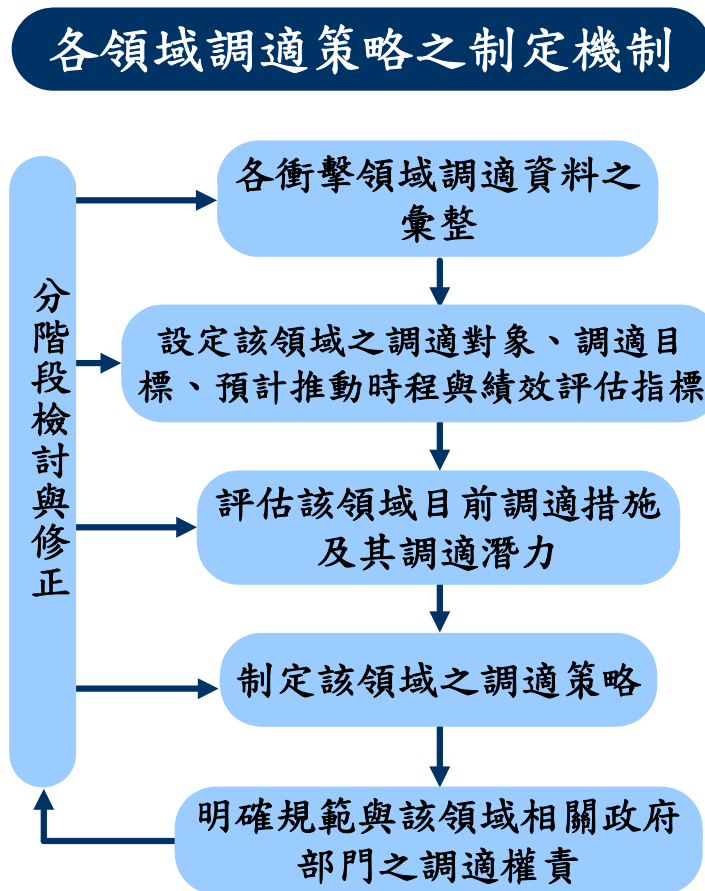 各領域調適策略之制定機制
各衝擊領域調適資料之
彙整
分階段檢討與修正
設定該領域之調適對象、調適目
標、預計推動時程與績效評估指標
評估該領域目前調適措施
及其調適潛力
制定該領域之調適策略
明確規範與該領域相關政府
部門之調適權責